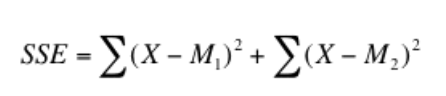 SSE = ∑(X – M₁)² + ∑(X – M₂)²